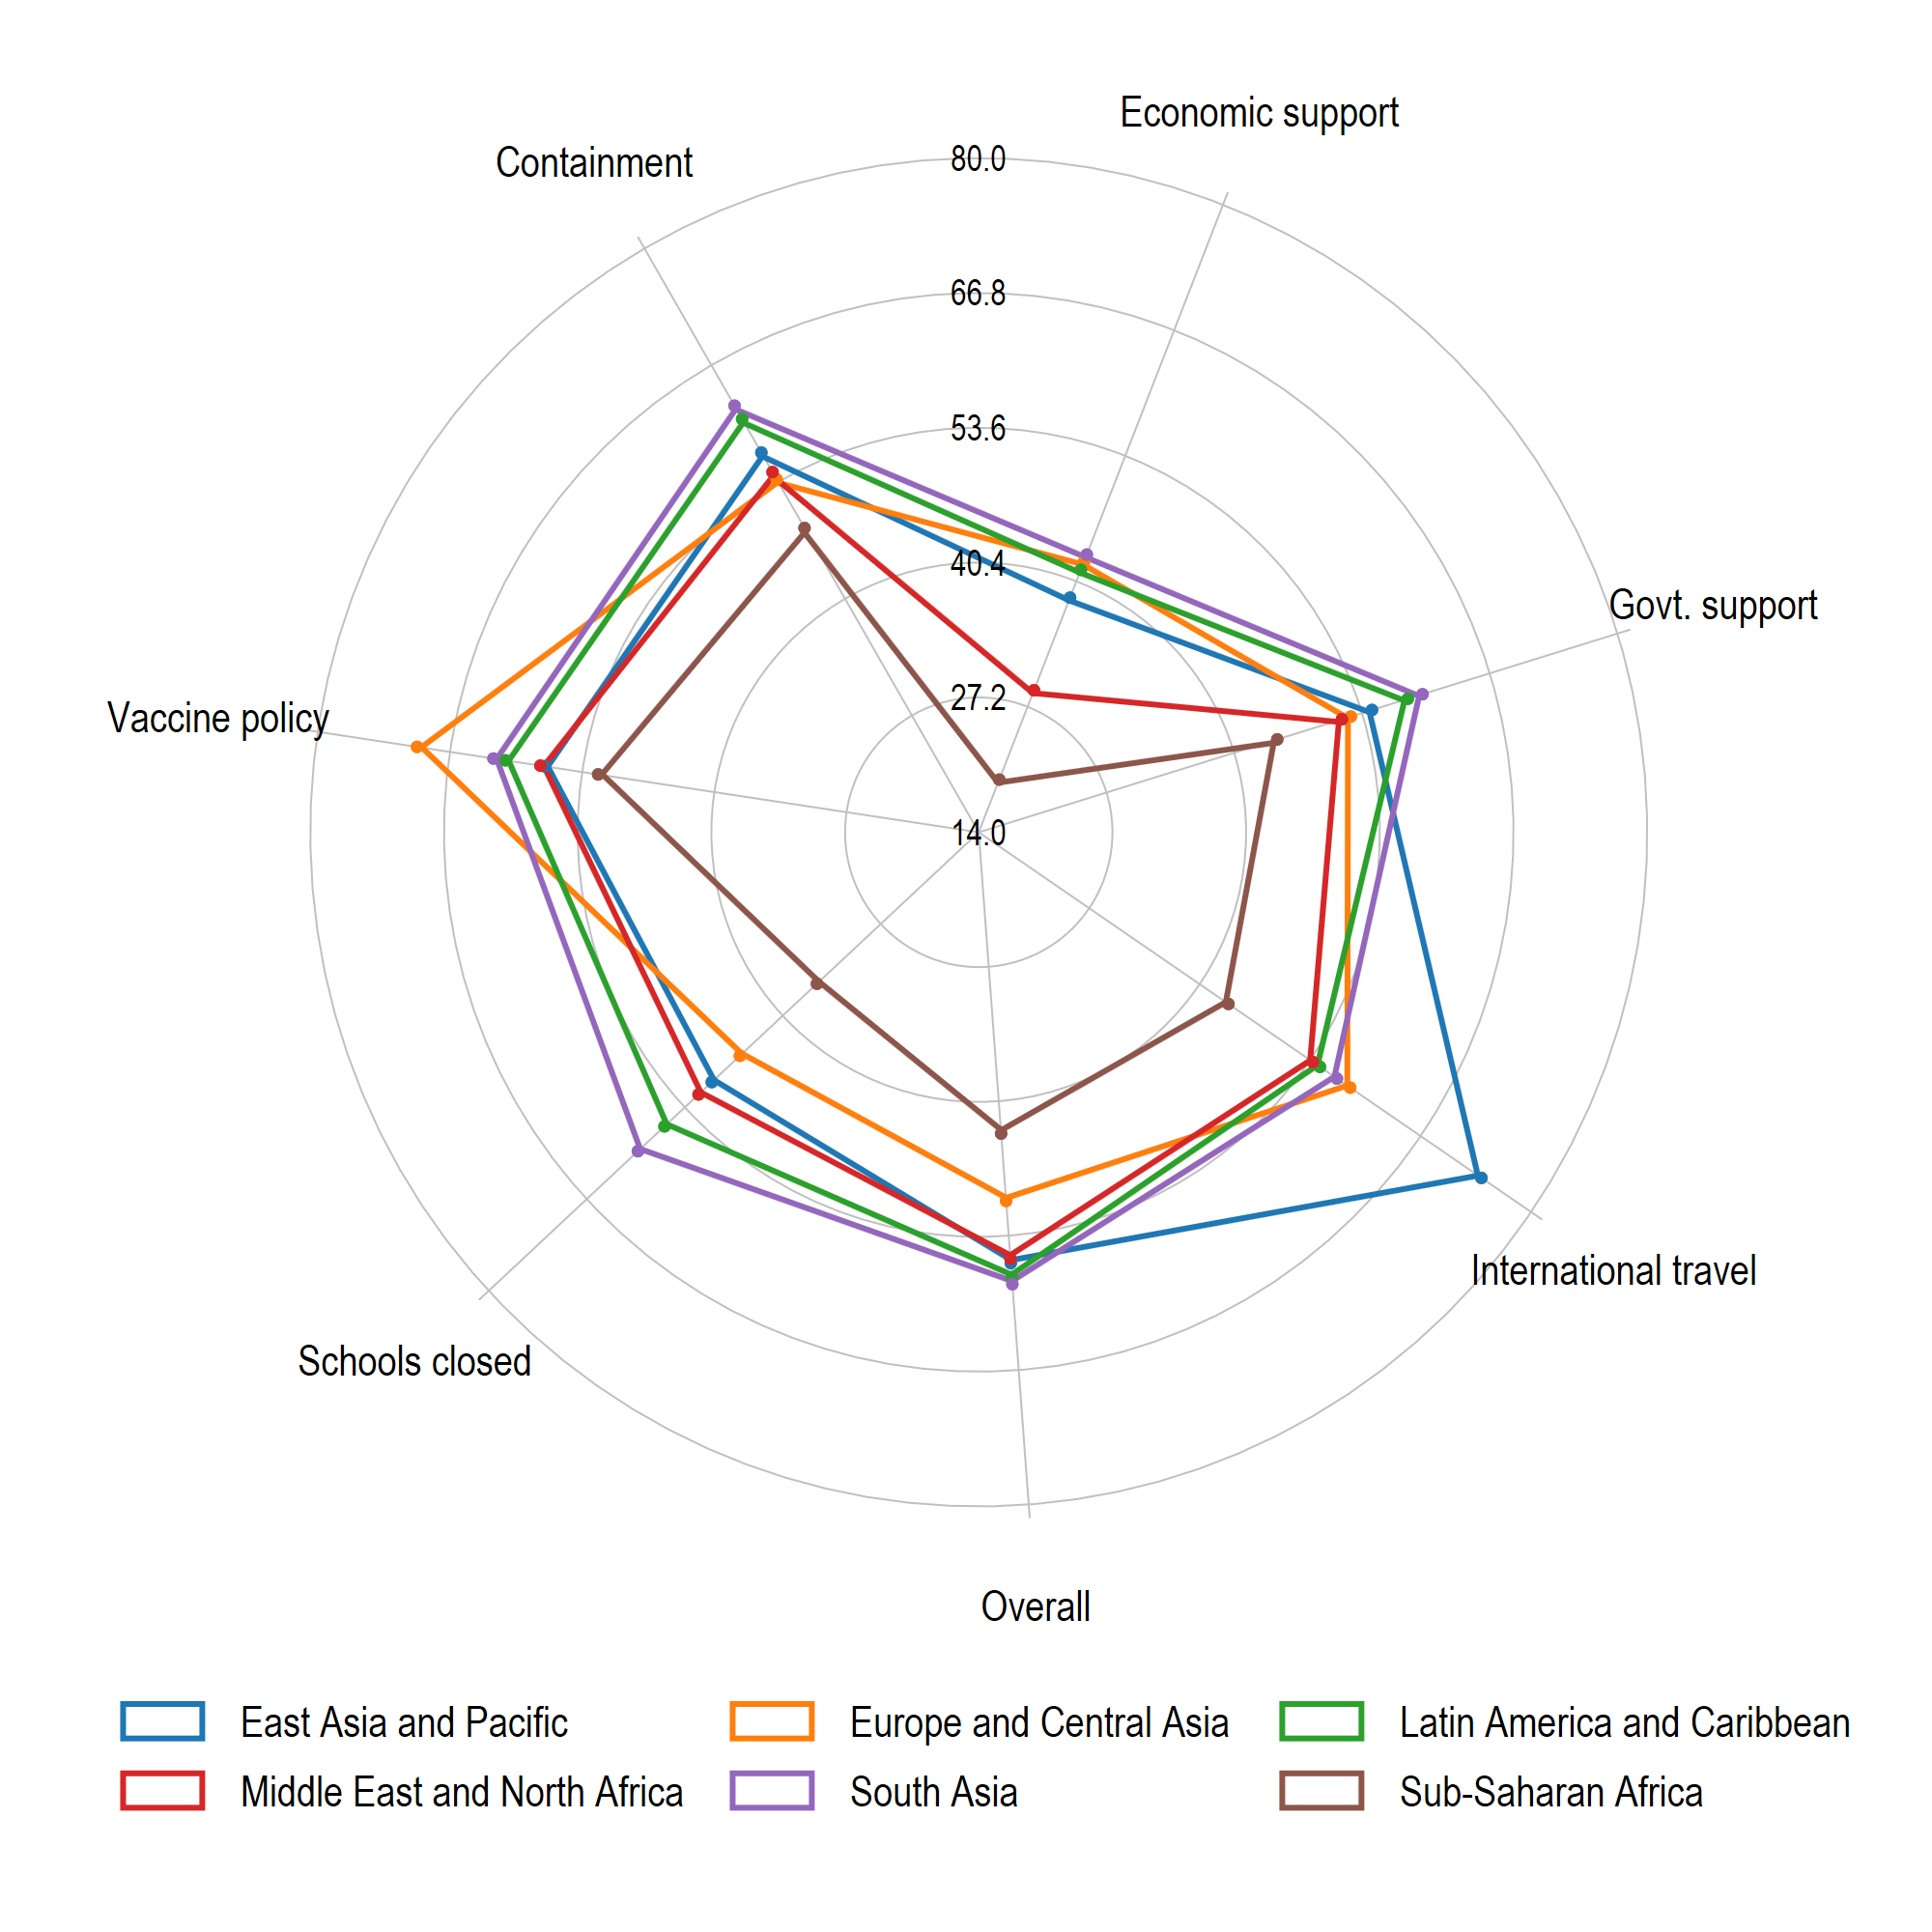 Economic support
80.0
Containment
66.8
53.6
40.4
Govt. support
27.2
Vaccine policy
14.0
International travel
Schools closed
Overall
East Asia and Pacific
Europe and Central Asia
Latin America and Caribbean
Middle East and North Africa
South Asia
Sub-Saharan Africa